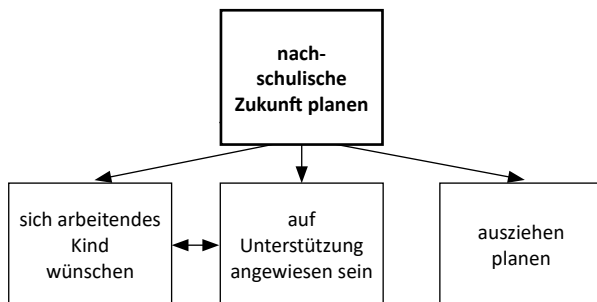 nach-
schulische
Zukunft planen
sich arbeitendes
Kind
wünschen
auf
Unterstützung
angewiesen sein
ausziehen
planen